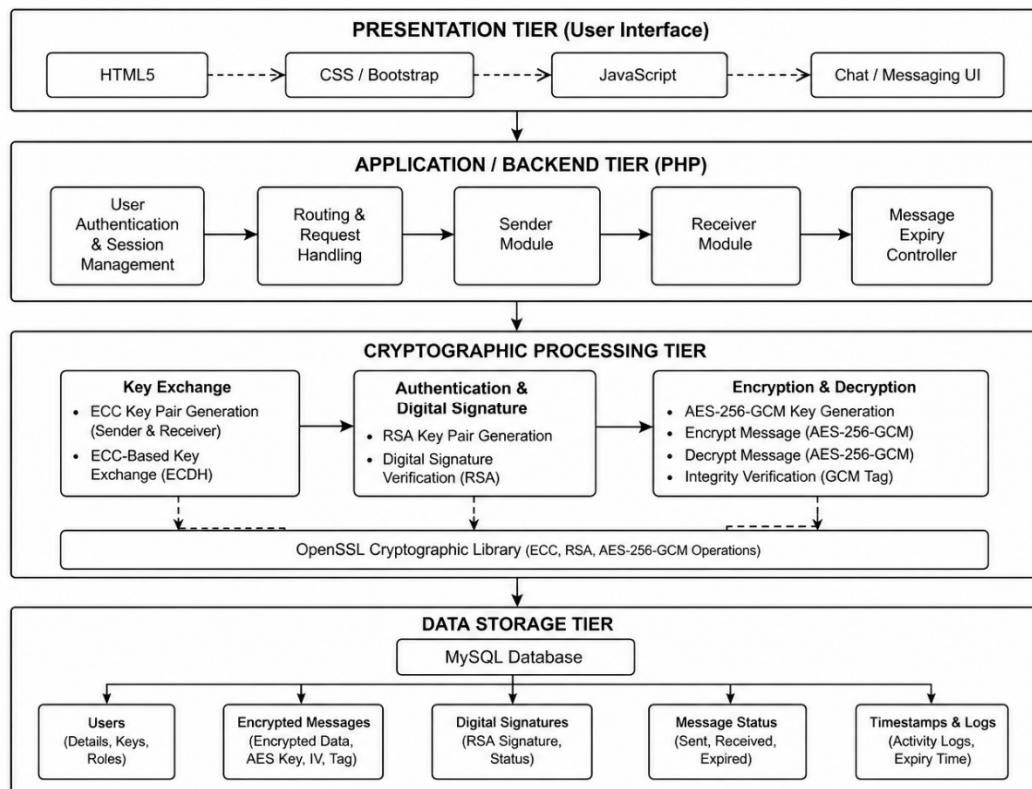 PRESENTATION TIER (User Interface)
HTML5
CSS / Bootstrap
JavaScript
Chat / Messaging UI
APPLICATION / BACKEND TIER (PHP)
User
Authentication
& Session
Management
Routing &
Request
Handling
Sender
Module
Receiver
Module
Message
Expiry
Controller
CRYPTOGRAPHIC PROCESSING TIER
Key Exchange
• ECC Key Pair Generation
(Sender & Receiver)
• ECC-Based Key
Exchange (ECDH)
Authentication &
Digital Signature
• RSA Key Pair Generation
• Digital Signature
Verification (RSA)
Encryption & Decryption
• AES-256-GCM Key Generation
• Encrypt Message (AES-256-GCM)
• Decrypt Message (AES-256-GCM)
• Integrity Verification (GCM Tag)
OpenSSL Cryptographic Library (ECC, RSA, AES-256-GCM Operations)
DATA STORAGE TIER
MySQL Database
Users
(Details, Keys,
Roles)
Encrypted Messages
(Encrypted Data,
AES Key, IV, Tag)
Digital Signatures
(RSA Signature,
Status)
Message Status
(Sent, Received,
Expired)
Timestamps & Logs
(Activity Logs,
Expiry Time)